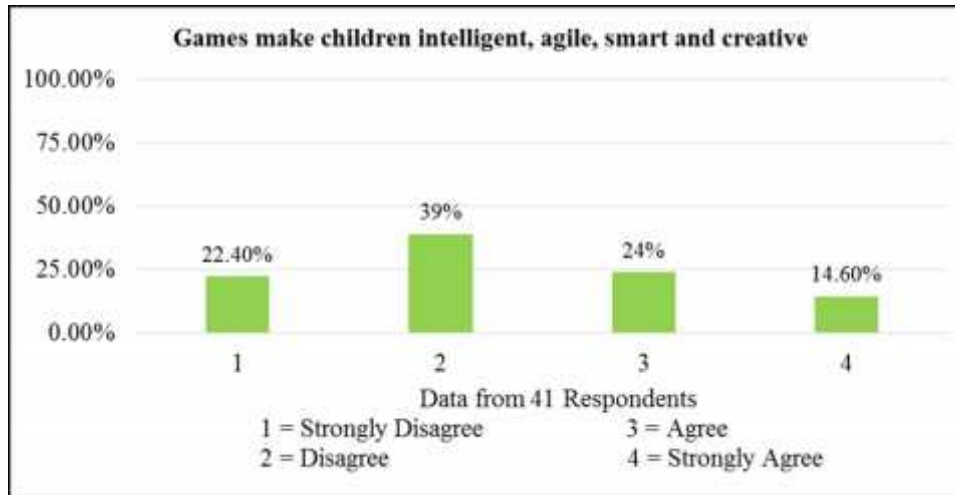 Games make children intelligent, agile, smart and creative
100.00%
75.00%
50.00%
25.00%
0.00%
22.40%
39%
24%
14.60%
1 2 3 4
Data from 41 Respondents
1 = Strongly Disagree 3 = Agree
2 = Disagree 4 = Strongly Agree